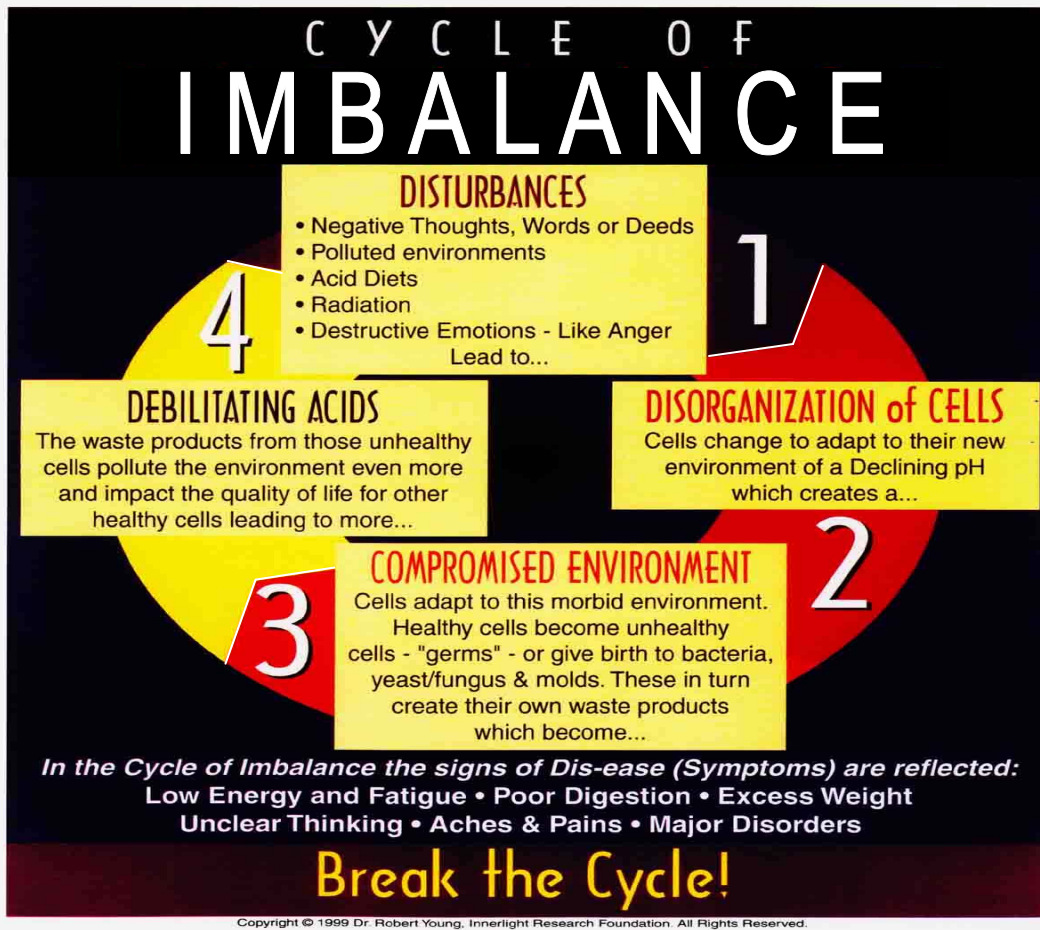 CYCLE OF
IMBALANCE
DISTURBANCES
• Negative Thoughts, Words or Deeds
• Polluted environments
• Acid Diets
• Radiation
• Destructive Emotions - Like Anger
Lead to...
1
DISORGANIZATION of CELLS
Cells change to adapt to their new
environment of a Declining pH
which creates a...
2
COMPROMISED ENVIRONMENT
Cells adapt to this morbid environment.
Healthy cells become unhealthy
cells - "germs" - or give birth to bacteria,
yeast/fungus & molds. These in turn
create their own waste products
which become...
3
DEBILITATING ACIDS
The waste products from those unhealthy
cells pollute the environment even more
and impact the quality of life for other
healthy cells leading to more...
4
In the Cycle of Imbalance the signs of Dis-ease (Symptoms) are reflected:
Low Energy and Fatigue • Poor Digestion • Excess Weight
Unclear Thinking • Aches & Pains • Major Disorders
Break the Cycle!
Copyright © 1999 Dr. Robert Young, Innerlight Research Foundation. All Rights Reserved.